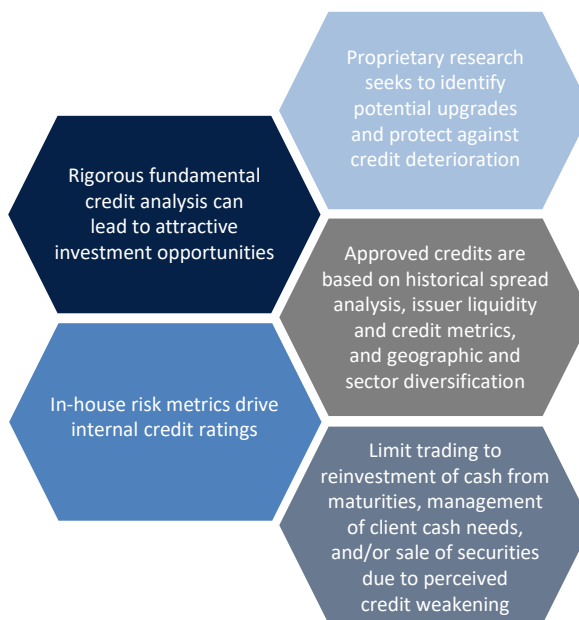 Proprietary research
seeks to identify
potential upgrades
and protect against
credit deterioration
Rigorous fundamental
credit analysis can
lead to attractive
investment opportunities
Approved credits are
based on historical spread
analysis, issuer liquidity
and credit metrics,
and geographic and
sector diversification
In-house risk metrics drive
internal credit ratings
Limit trading to
reinvestment of cash from
maturities, management
of client cash needs,
and/or sale of securities
due to perceived
credit weakening